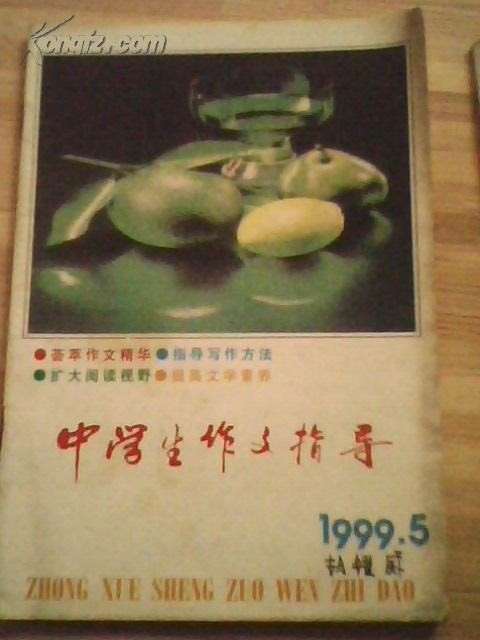 Kongfz.com
●荟萃作文精华●指导写作方法
●扩大阅读视野●提高文学素养
中学生作文指导
1999.5
ZHONG XUE SHENG ZUO WEN ZHI DAO